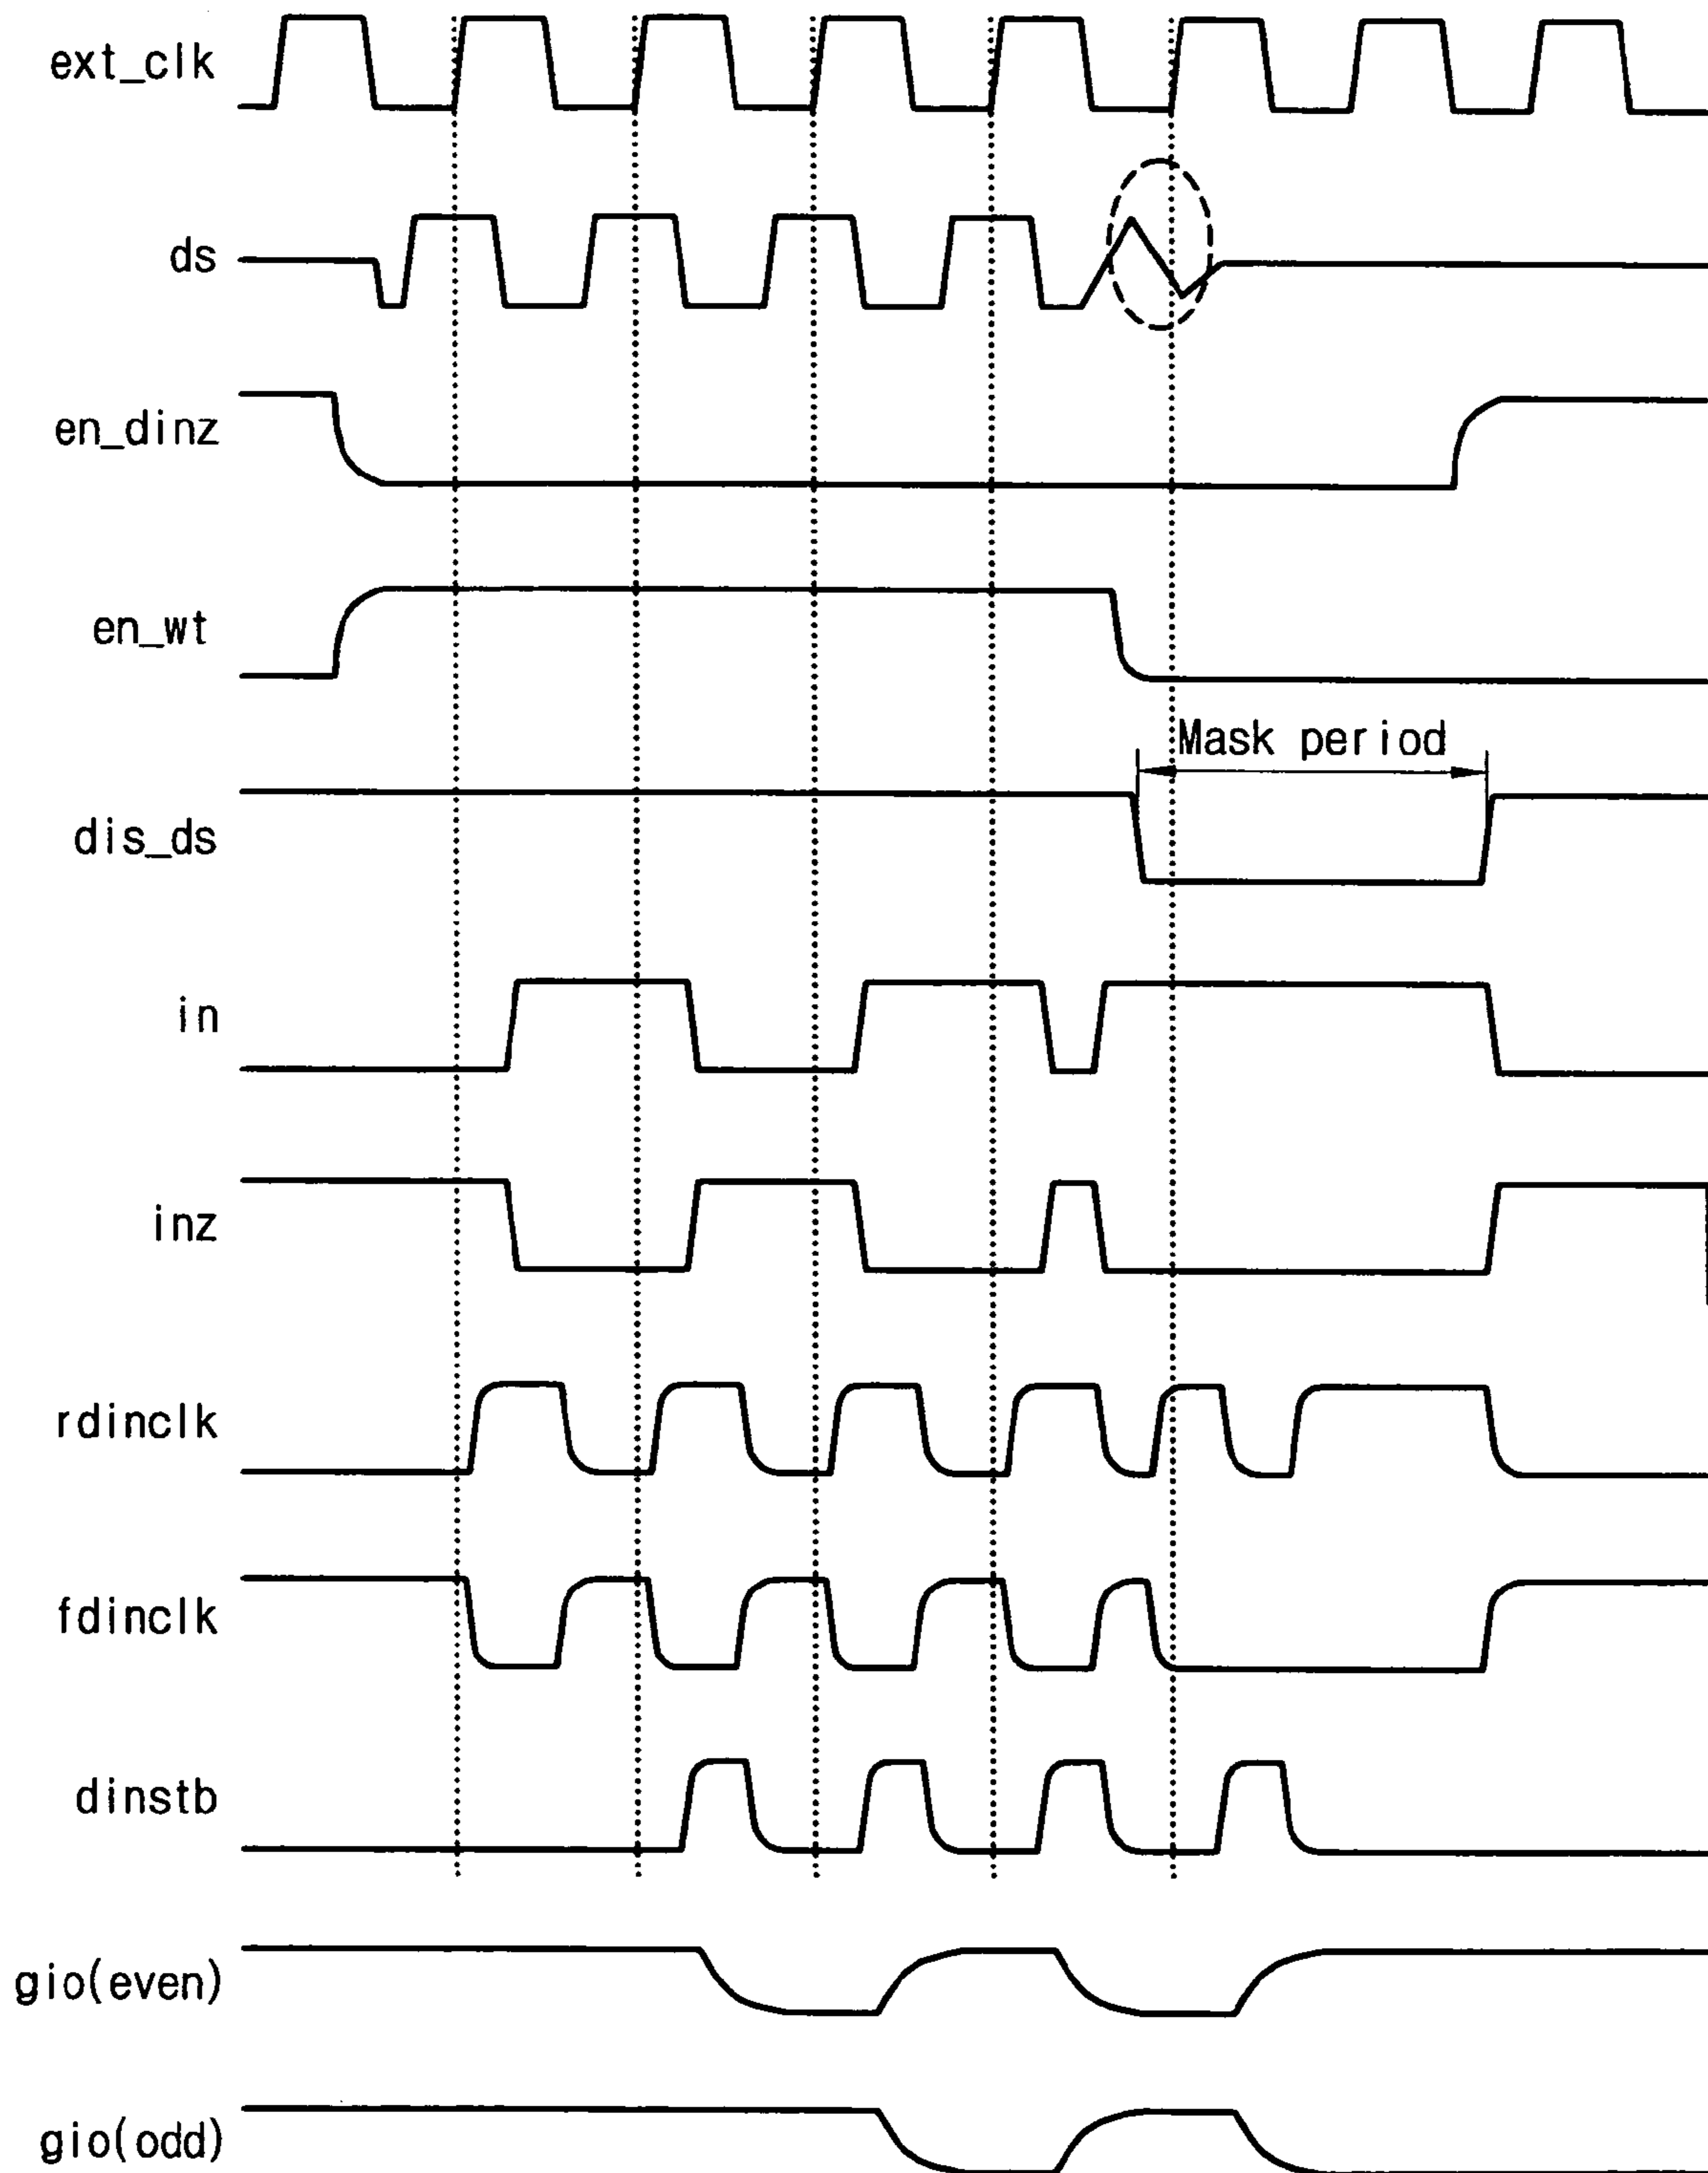 ext_clk
ds
en_dinz
en_wt
Mask period
dis_ds
in
inz
rdinclk
fdinclk
dinstb
gio(even)
gio(odd)